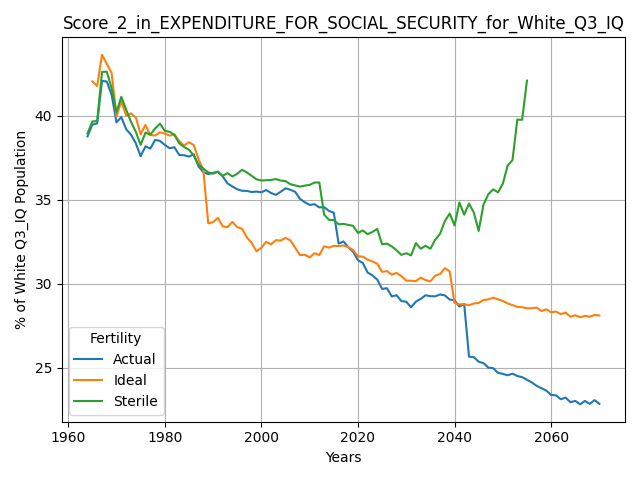 Score_2_in_EXPENDITURE_FOR_SOCIAL_SECURITY_for_White_Q3_IQ
% of White Q3_IQ Population
40
35
30
25
Fertility
Actual
Ideal
Sterile
1960 1980 2000 2020 2040 2060
Years